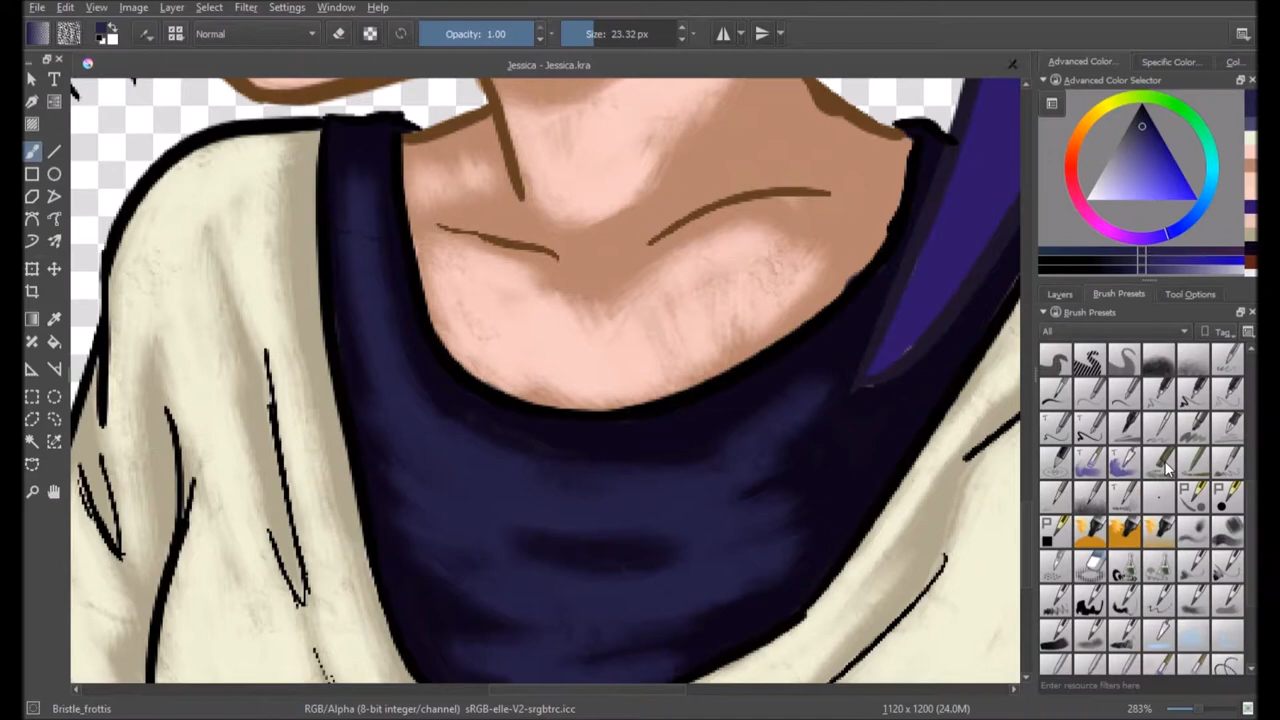 File Edit View Image Layer Select Filter Settings Window Help
Normal Opacity: 1.00 Size: 23.32 px
Jessica - Jessica.kra
Advanced Color... Specific Color... Col...
Advanced Color Selector
Layers Brush Presets Tool Options
Brush Presets
All Tag
Enter resource filters here
Bristle_frottis RGB/Alpha (8-bit integer/channel) sRGB-elle-V2-srgbtrc.icc 1120 x 1200 (24.0M) 283%